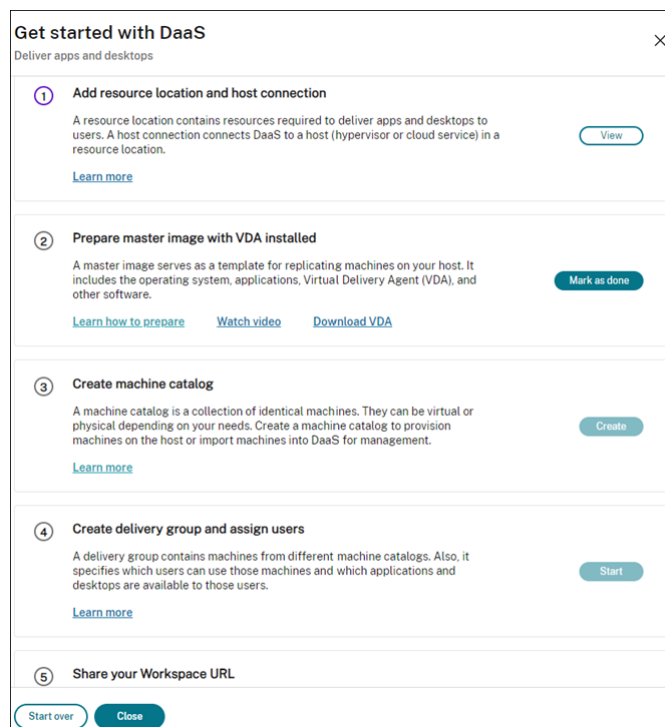 Get started with DaaS
Deliver apps and desktops
1 Add resource location and host connection
A resource location contains resources required to deliver apps and desktops to
users. A host connection connects DaaS to a host (hypervisor or cloud service) in a
resource location.
View
Learn more
2 Prepare master image with VDA installed
A master image serves as a template for replicating machines on your host. It
includes the operating system, applications, Virtual Delivery Agent (VDA), and
other software.
Mark as done
Learn how to prepare Watch video Download VDA
3 Create machine catalog
A machine catalog is a collection of identical machines. They can be virtual or
physical depending on your needs. Create a machine catalog to provision
machines on the host or import machines into DaaS for management.
Create
Learn more
4 Create delivery group and assign users
A delivery group contains machines from different machine catalogs. Also, it
specifies which users can use those machines and which applications and
desktops are available to those users.
Start
Learn more
5 Share your Workspace URL
Start over Close